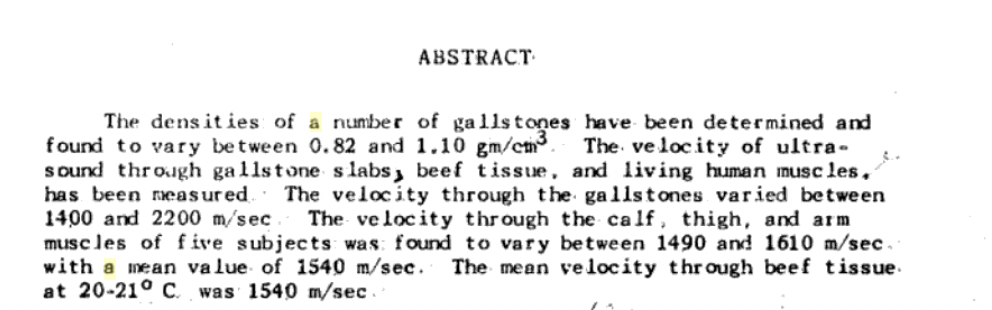 ABSTRACT
The densities of a number of gallstones have been determined and
found to vary between 0.82 and 1.10 gm/cm³. The velocity of ultra-
sound through gallstone slabs, beef tissue, and living human muscles,
has been measured. The velocity through the gallstones varied between
1400 and 2200 m/sec. The velocity through the calf, thigh, and arm
muscles of five subjects was found to vary between 1490 and 1610 m/sec.
with a mean value of 1540 m/sec. The mean velocity through beef tissue
at 20-21° C. was 1540 m/sec.